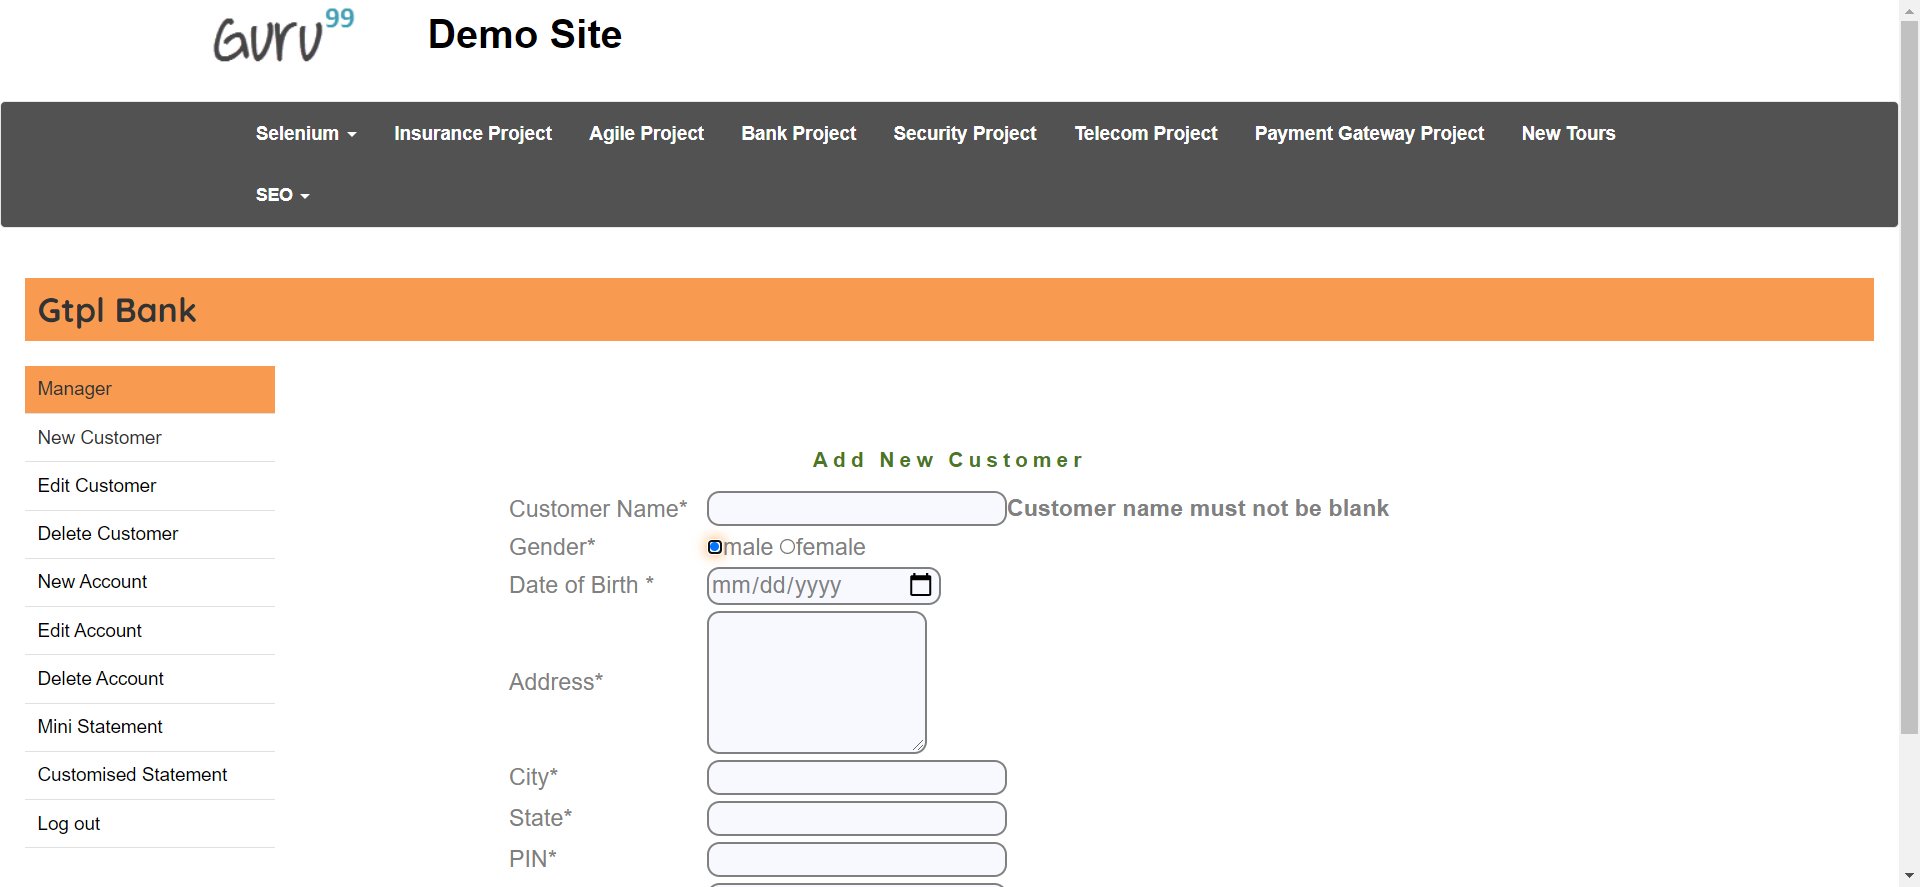 Guru99 Demo Site
Selenium Insurance Project Agile Project Bank Project Security Project Telecom Project Payment Gateway Project New Tours
SEO
Gtpl Bank
Manager
New Customer
Edit Customer
Delete Customer
New Account
Edit Account
Delete Account
Mini Statement
Customised Statement
Log out
Add New Customer
Customer Name* Customer name must not be blank
Gender* male female
Date of Birth * mm/dd/yyyy
Address*
City*
State*
PIN*